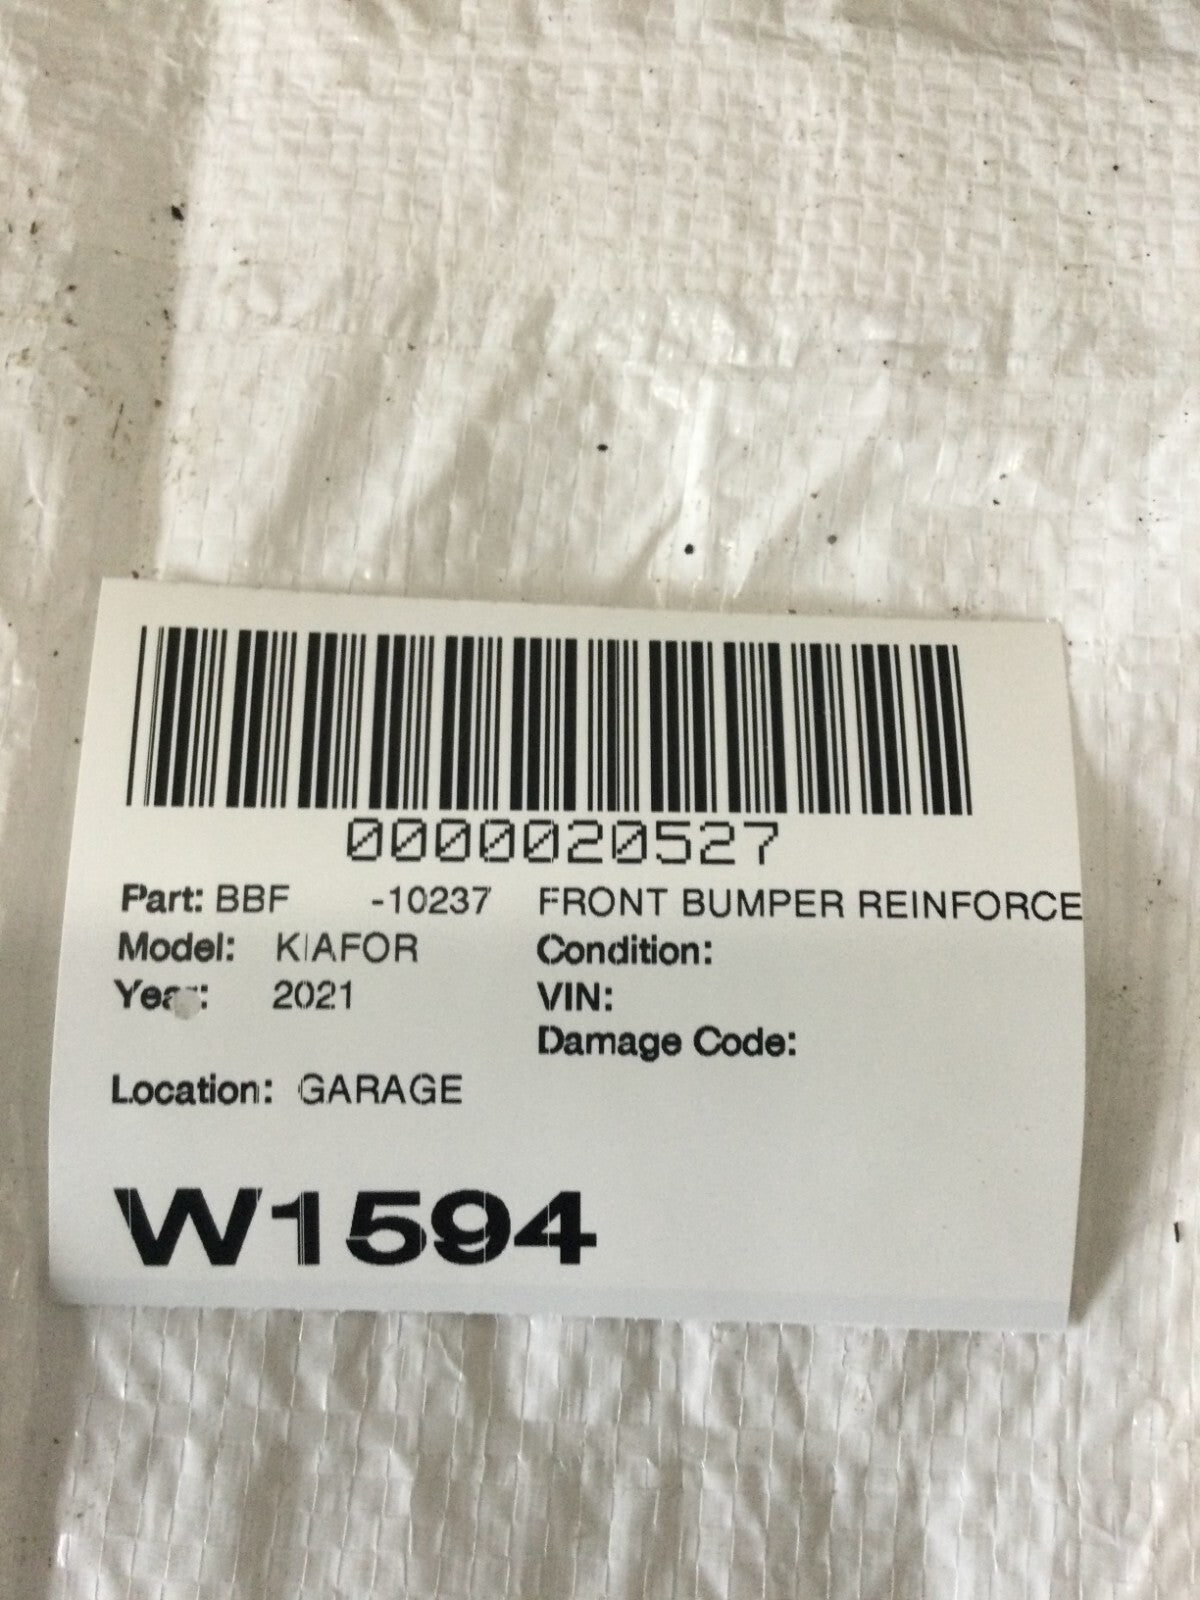 0000020527
Part: BBF -10237 FRONT BUMPER REINFORCE
Model: KIAFOR Condition:
Year: 2021 VIN:
Damage Code:
Location: GARAGE
W1594